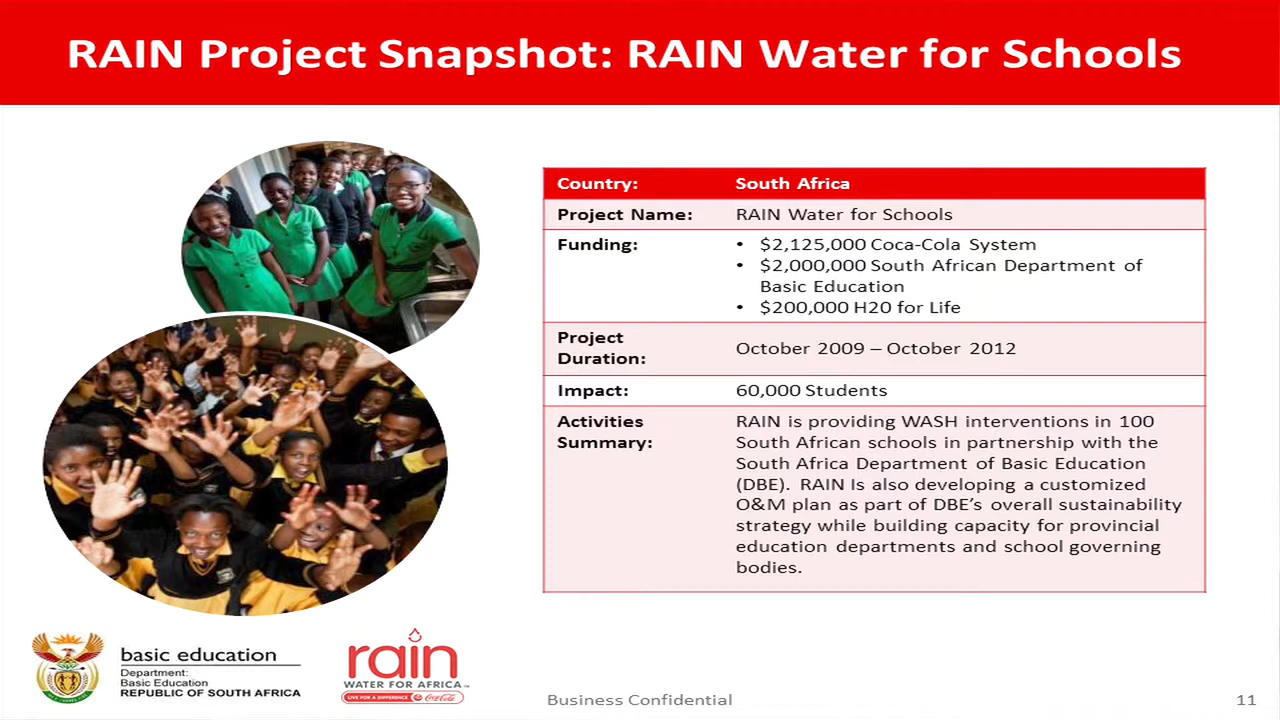 RAIN Project Snapshot: RAIN Water for Schools
Country: South Africa
Project Name: RAIN Water for Schools
Funding:
• $2,125,000 Coca-Cola System
• $2,000,000 South African Department of
Basic Education
• $200,000 H20 for Life
Project
Duration:
October 2009 – October 2012
Impact: 60,000 Students
Activities
Summary:
RAIN is providing WASH interventions in 100
South African schools in partnership with the
South Africa Department of Basic Education
(DBE). RAIN Is also developing a customized
O&M plan as part of DBE’s overall sustainability
strategy while building capacity for provincial
education departments and school governing
bodies.
basic education
Department:
Basic Education
REPUBLIC OF SOUTH AFRICA
rain
WATER FOR AFRICA™
LIVE FOR A DIFFERENCE Coca-Cola
Business Confidential
11